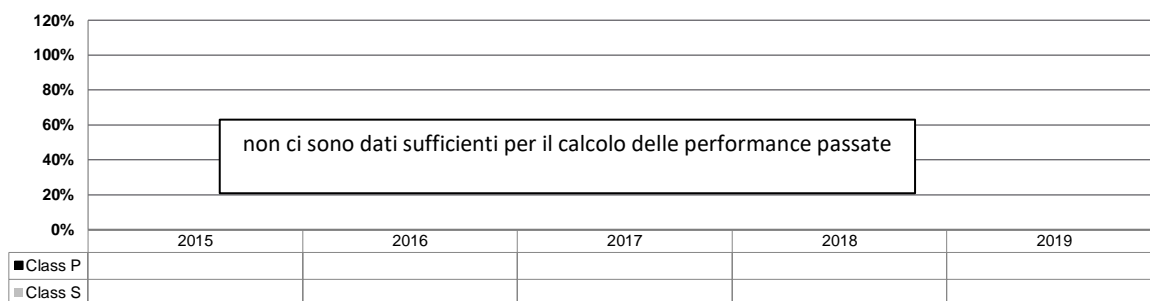 120%
100%
80%
60%
40%
20%
0%
non ci sono dati sufficienti per il calcolo delle performance passate
2015 2016 2017 2018 2019
Class P
Class S